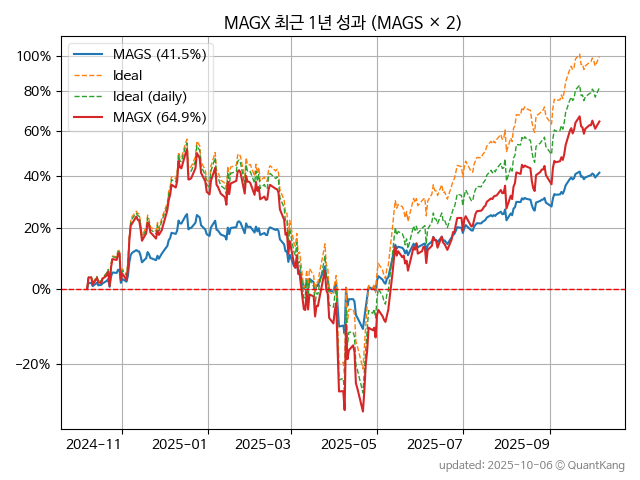 MAGX 최근 1년 성과 (MAGS × 2)
MAGS (41.5%)
Ideal
Ideal (daily)
MAGX (64.9%)
100%
80%
60%
40%
20%
0%
−20%
2024-11
2025-01
2025-03
2025-05
2025-07
2025-09
updated: 2025-10-06 © QuantKang